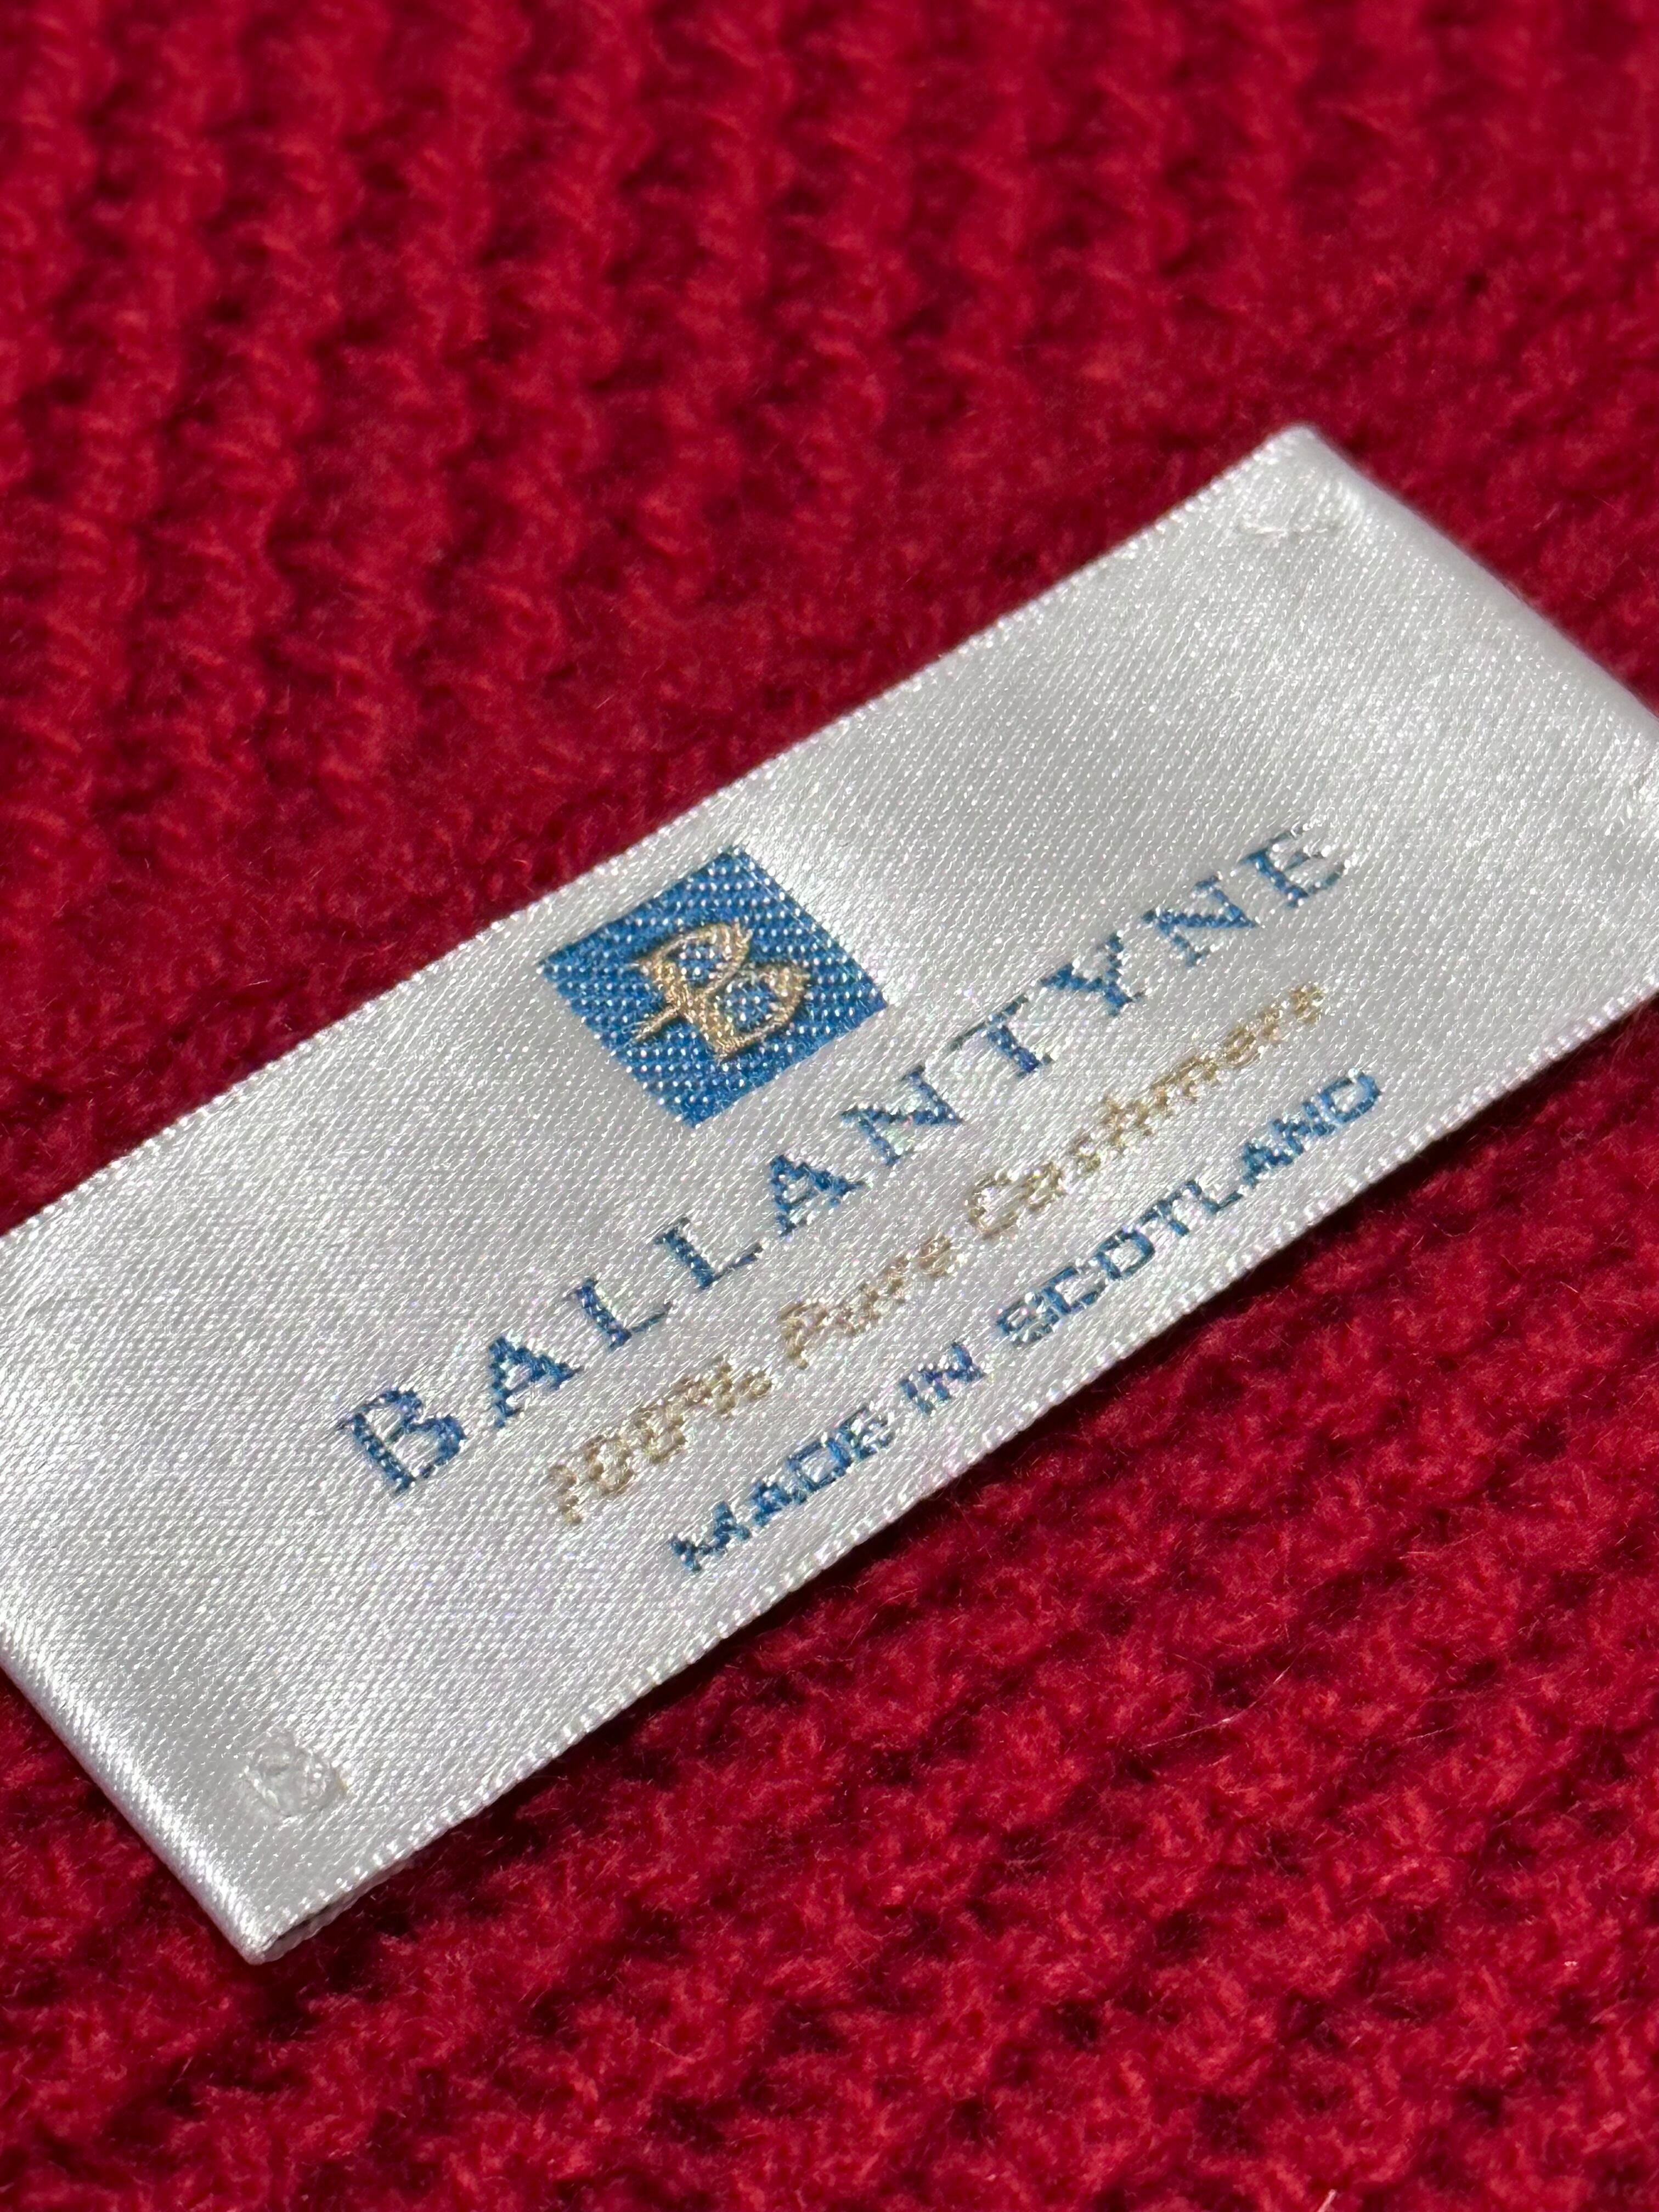 B
BALLANTYNE
100% Pure Cashmere
MADE IN SCOTLAND